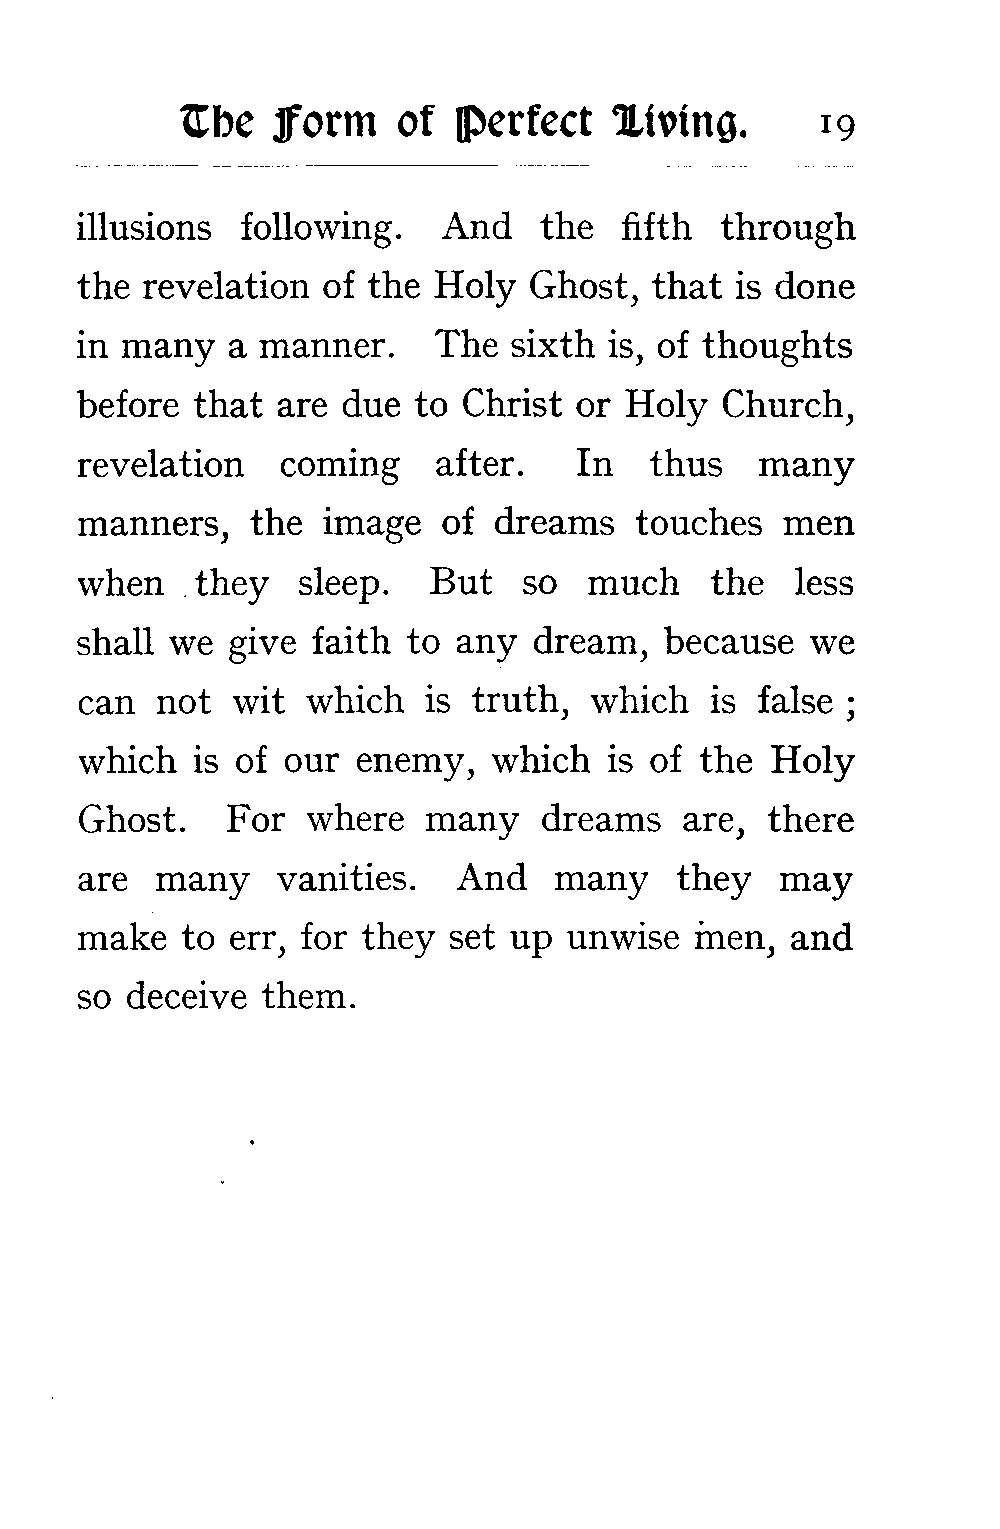 The Form of Perfect Living. 19
illusions following. And the fifth through
the revelation of the Holy Ghost, that is done
in many a manner. The sixth is, of thoughts
before that are due to Christ or Holy Church,
revelation coming after. In thus many
manners, the image of dreams touches men
when they sleep. But so much the less
shall we give faith to any dream, because we
can not wit which is truth, which is false ;
which is of our enemy, which is of the Holy
Ghost. For where many dreams are, there
are many vanities. And many they may
make to err, for they set up unwise men, and
so deceive them.